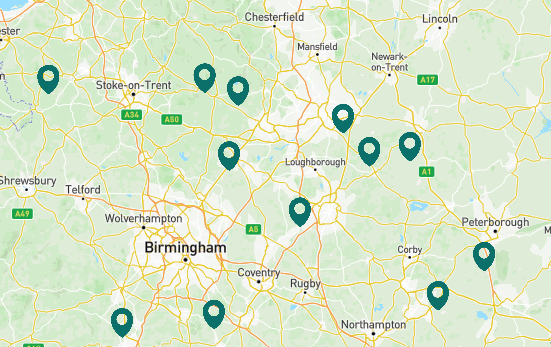 Chesterfield
Lincoln
Mansfield
Newark-
on-Trent
Stoke-on-Trent
A17
A34
A50
Loughborough
A1
Shrewsbury
Telford
A49
Wolverhampton
A5
Peterborough
Birmingham
Corby
Coventry
Rugby
Northampton